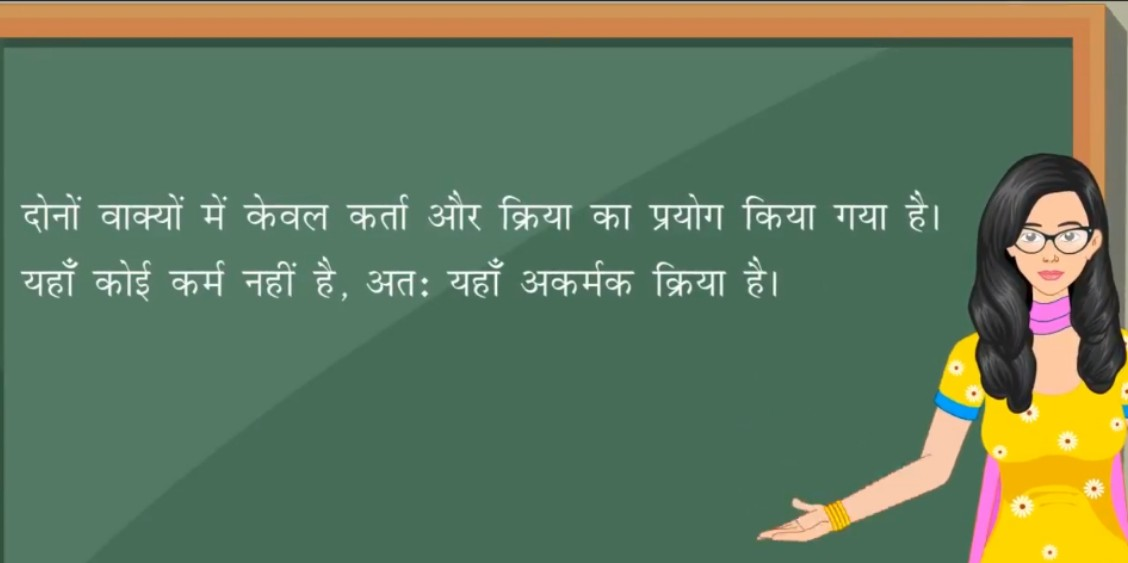 दोनों वाक्यों में केवल कर्ता और क्रिया का प्रयोग किया गया है।
यहाँ कोई कर्म नहीं है, अत: यहाँ अकर्मक क्रिया है।